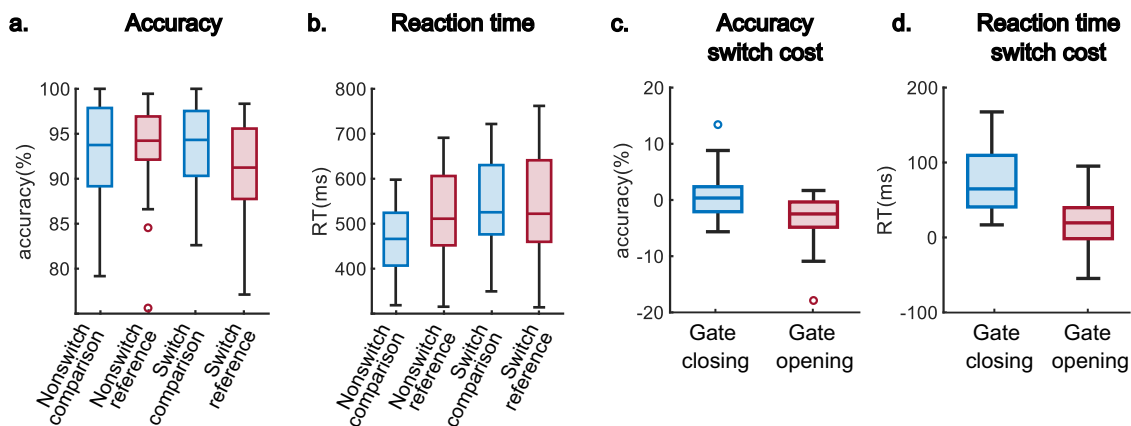 a.
Accuracy
100
95
90
85
80
accuracy(%)
Nonswitch
comparison
Nonswitch
reference
Switch
comparison
Switch
reference
b.
Reaction time
800
700
600
500
400
RT(ms)
Nonswitch
comparison
Nonswitch
reference
Switch
comparison
Switch
reference
c.
Accuracy
switch cost
20
10
0
-10
-20
accuracy(%)
Gate
closing
Gate
opening
d.
Reaction time
switch cost
200
100
0
-100
RT(ms)
Gate
closing
Gate
opening